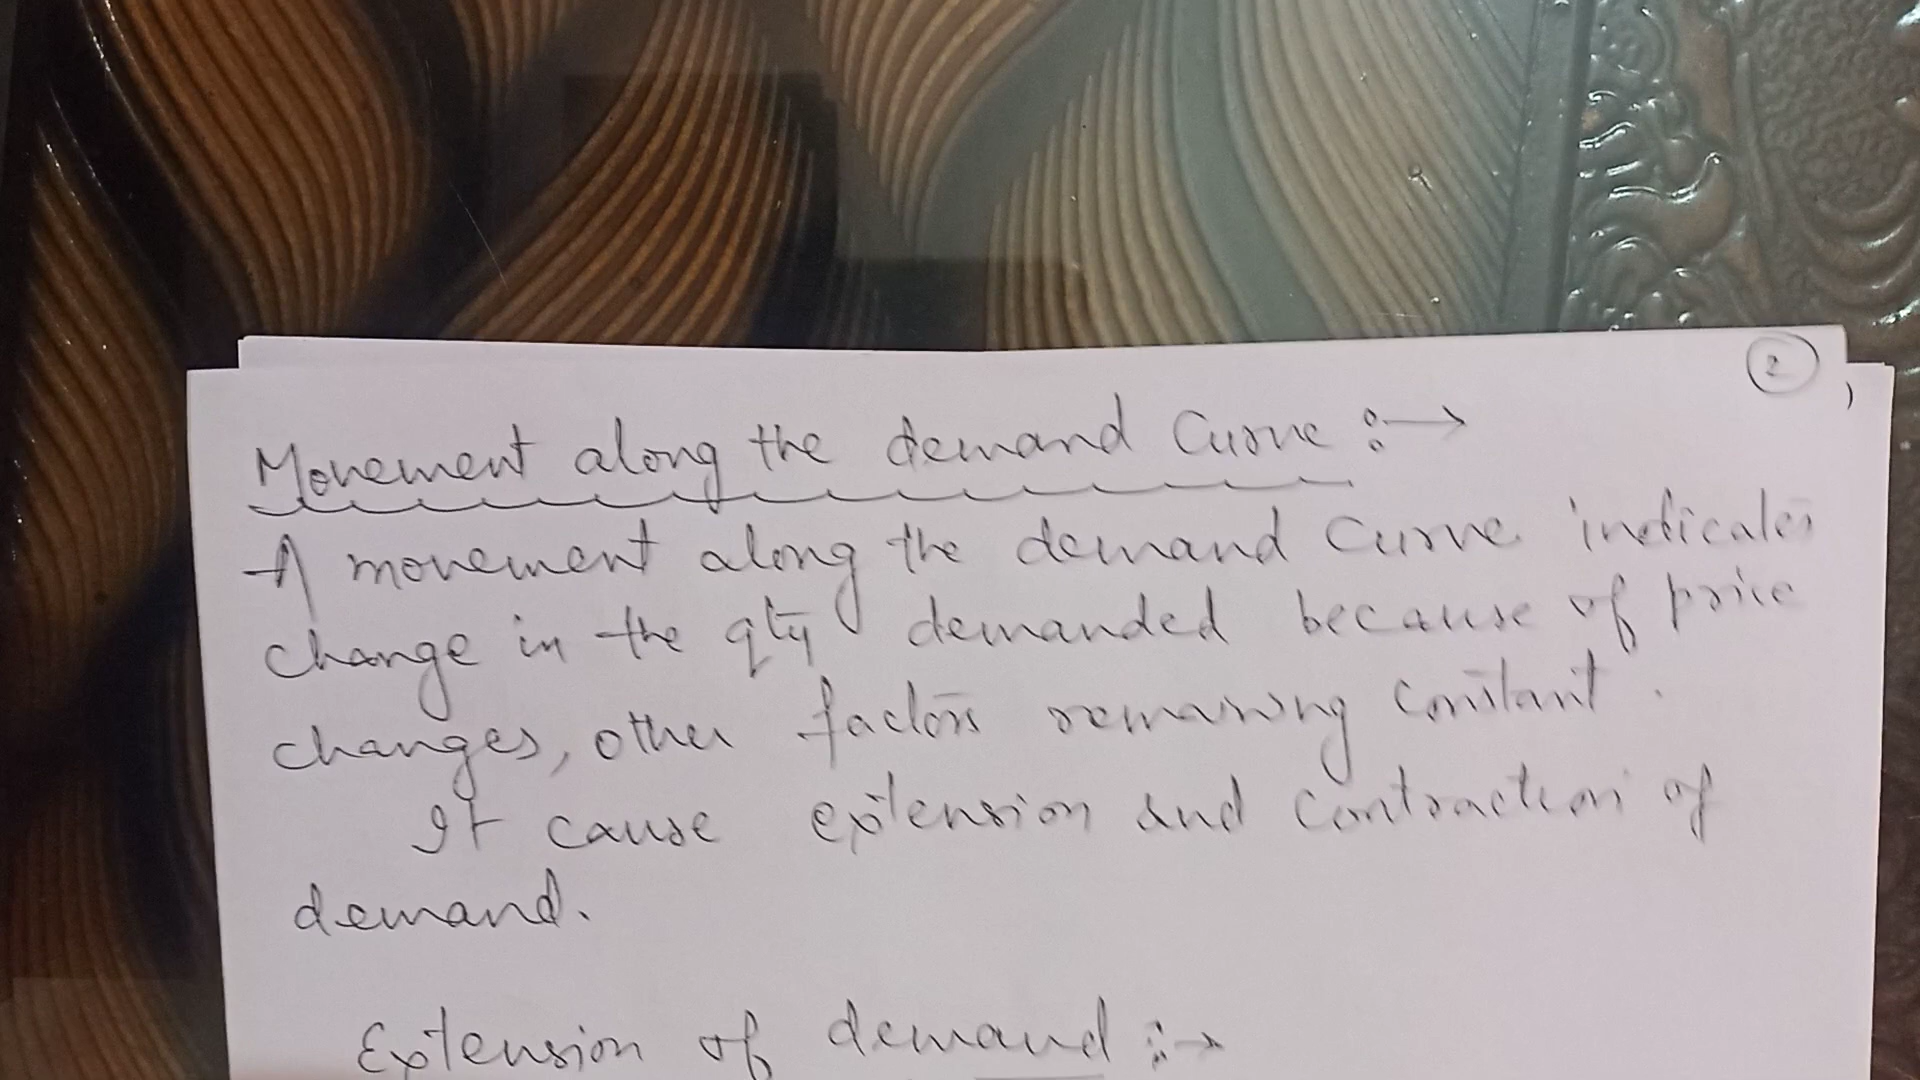 2
Movement along the demand Curve :→
A movement along the demand curve indicates
change in the qty demanded because of price
changes, other factors remaining constant.
It cause extension and contraction of
demand.
Extension of demand :→